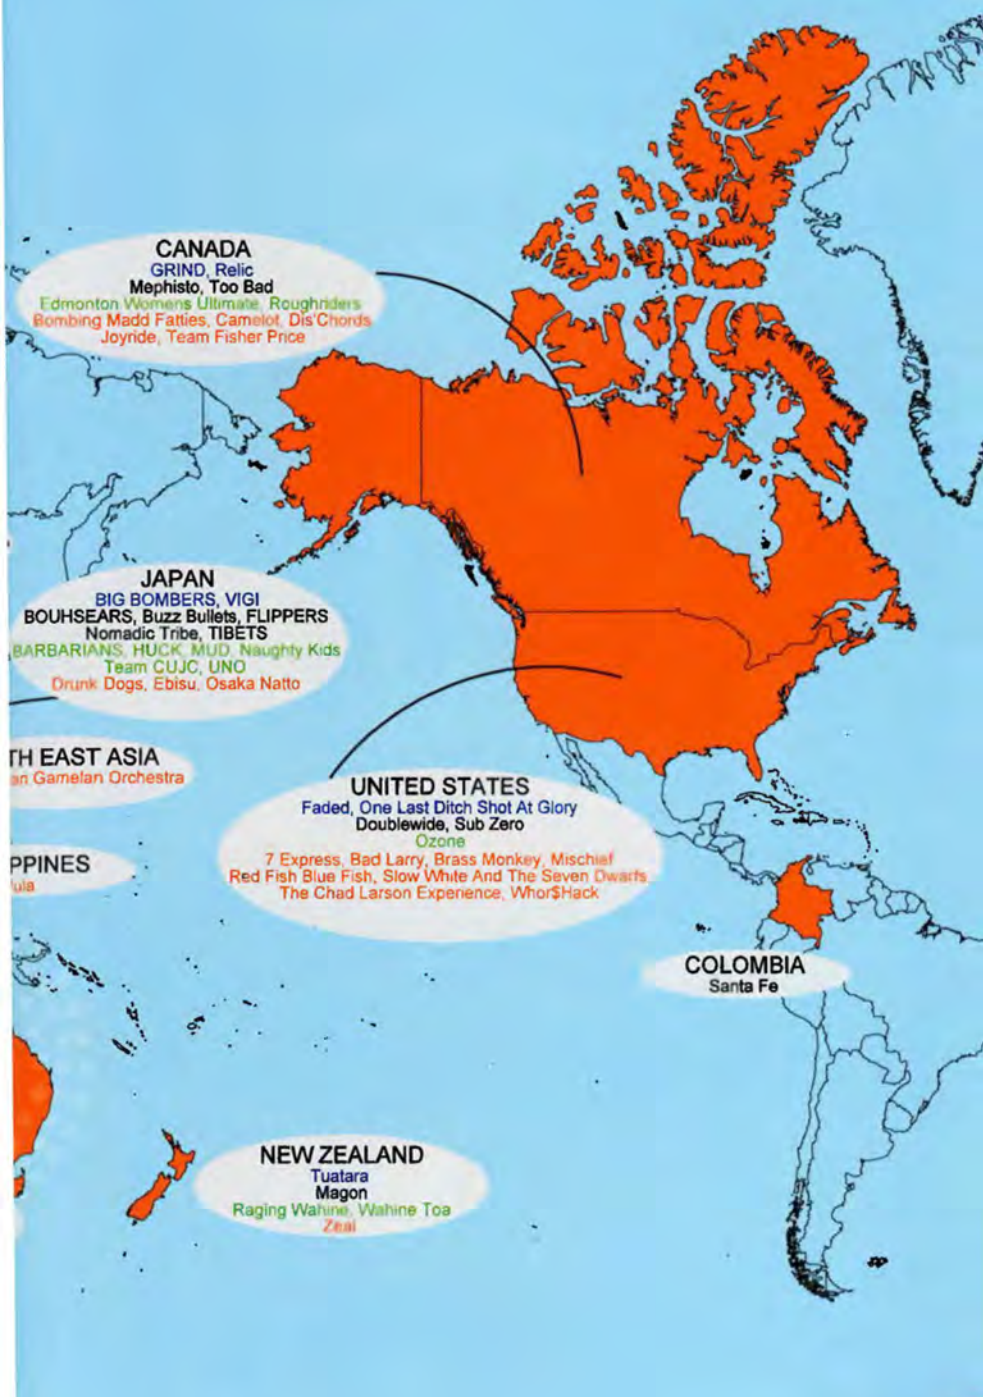 CANADA
GRIND, Relic
Mephisto, Too Bad
Edmonton Womens Ultimate, Roughriders
Bombing Madd Fatties, Camelot, Dis'Chords
Joyride, Team Fisher Price
JAPAN
BIG BOMBERS, VIGI
BOUHSEARS, Buzz Bullets, FLIPPERS
Nomadic Tribe, TIBETS
BARBARIANS, HUCK, MUD, Naughty Kids
Team CUJC, UNO
Drunk Dogs, Ebisu, Osaka Natto
TH EAST ASIA
an Gamelan Orchestra
UNITED STATES
Faded, One Last Ditch Shot At Glory
Doublewide, Sub Zero
Ozone
7 Express, Bad Larry, Brass Monkey, Mischief
Red Fish Blue Fish, Slow White And The Seven Dwarfs
The Chad Larson Experience, Whor$Hack
PPINES
ula
COLOMBIA
Santa Fe
NEW ZEALAND
Tuatara
Magon
Raging Wahine, Wahine Toa
Zeal